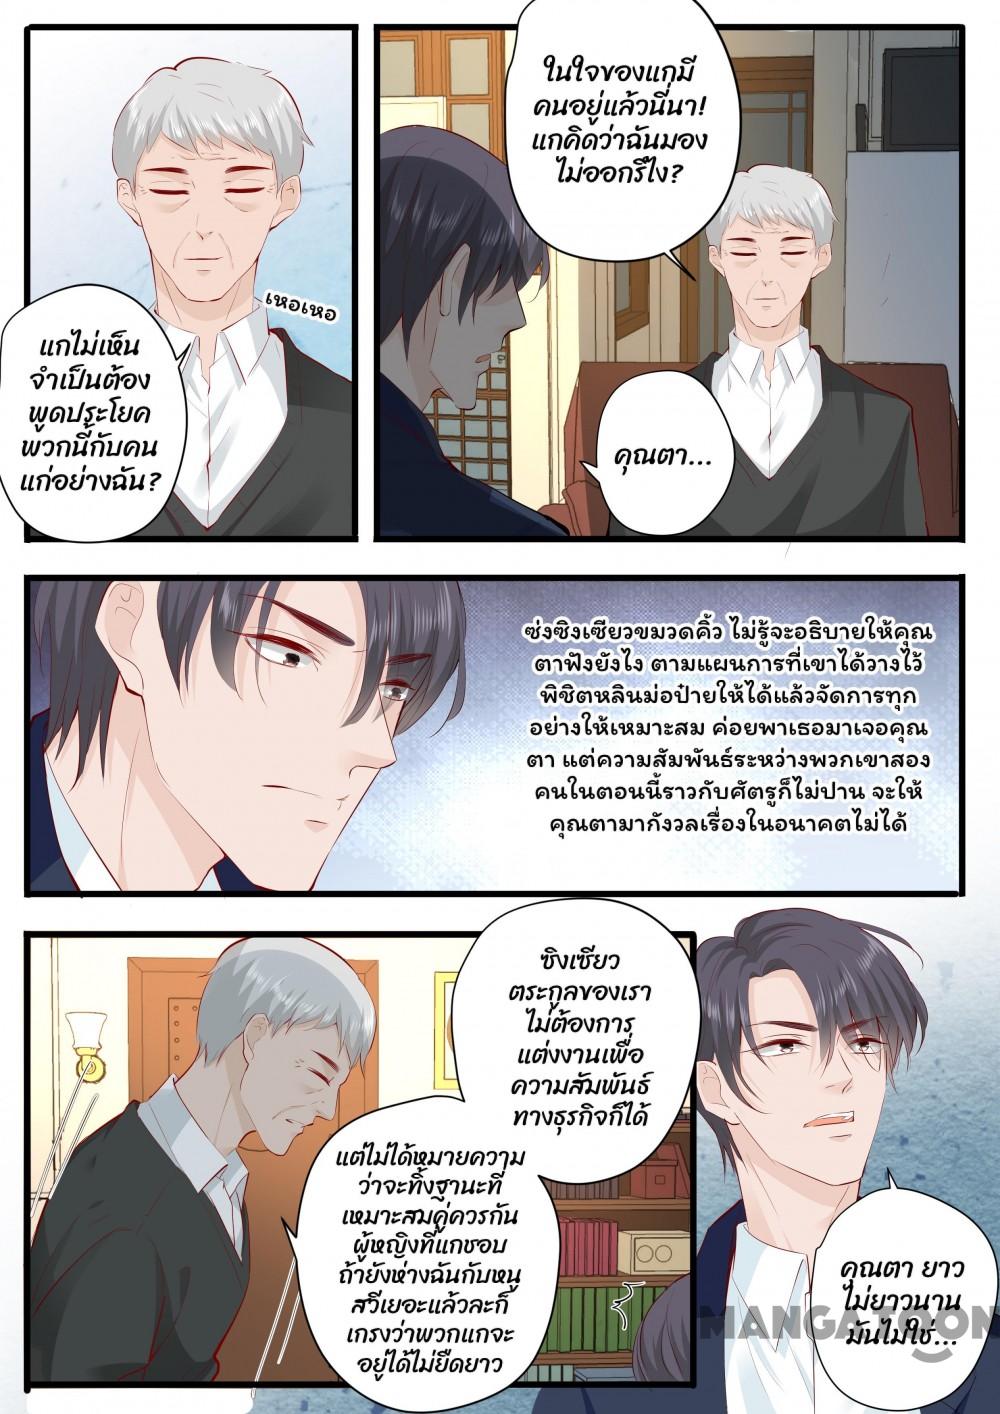 เหอเหอ
แกไม่เห็น
จำเป็นต้อง
พูดประโยค
พวกนี้กับคน
แก่อย่างฉัน?
ในใจของแกมี
คนอยู่แล้วนี่นา!
แกคิดว่าฉันมอง
ไม่ออกรึไง?
คุณตา...
ซ่งซิงเซียวขมวดคิ้ว ไม่รู้จะอธิบายให้คุณ
ตาฟังยังไง ตามแผนการที่เขาได้วางไว้
พิชิตหลินม่อป๋ายให้ได้แล้วจัดการทุก
อย่างให้เหมาะสม ค่อยพาเธอมาเจอคุณ
ตา แต่ความสัมพันธ์ระหว่างพวกเขาสอง
คนในตอนนี้ราวกับศัตรูก็ไม่ปาน จะให้
คุณตามากังวลเรื่องในอนาคตไม่ได้
ซิงเซียว
ตระกูลของเรา
ไม่ต้องการ
แต่งงานเพื่อ
ความสัมพันธ์
ทางธุรกิจก็ได้
แต่ไม่ได้หมายความ
ว่าจะทิ้งฐานะที่
เหมาะสมคู่ควรกัน
ผู้หญิงที่แกชอบ
ถ้ายังห่างฉันกับหนู
สวีเยอะแล้วละก็
เกรงว่าพวกแกจะ
อยู่ได้ไม่ยืดยาว
คุณตา ยาว
ไม่ยาวนาน
มันไม่ใช่...
MANGATOON